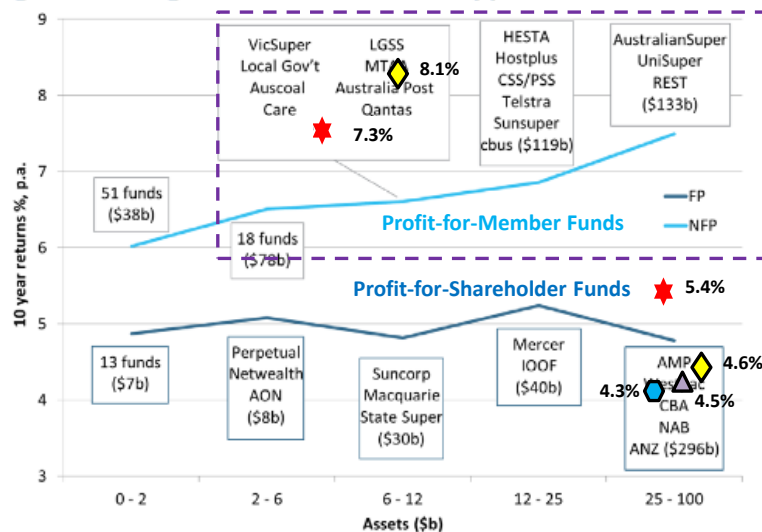 9
8
7
6
5
4
3
10 year returns %, p.a.
VicSuper
Local Gov't
Auscoal
Care
LGSS
Australia Post
Qantas
8.1%
7.3%
HESTA
Hostplus
CSS/PSS
Telstra
Sunsuper
cbus ($119b)
AustralianSuper
UniSuper
REST
($133b)
51 funds
($38b)
18 funds
($78b)
FP
NFP
Profit-for-Member Funds
Profit-for-Shareholder Funds
5.4%
13 funds
($7b)
Perpetual
Netwealth
AON
($8b)
Suncorp
Macquarie
State Super
($30b)
Mercer
IOOF
($40b)
AMP
CBA
NAB
ANZ ($296b)
4.6%
4.3%
4.5%
0 - 2
2 - 6
6 - 12
12 - 25
25 - 100
Assets ($b)